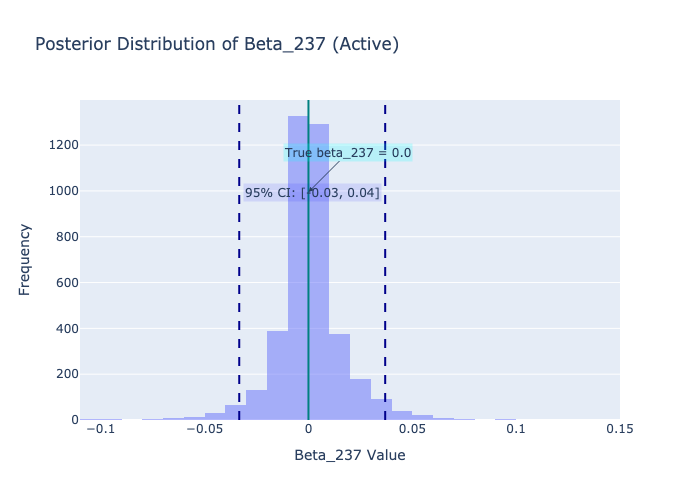 Posterior Distribution of Beta_237 (Active)
1200
1000
800
600
400
200
0
Frequency
True beta_237 = 0.0
95% CI: [-0.03, 0.04]
−0.1
−0.05
0
0.05
0.1
0.15
Beta_237 Value